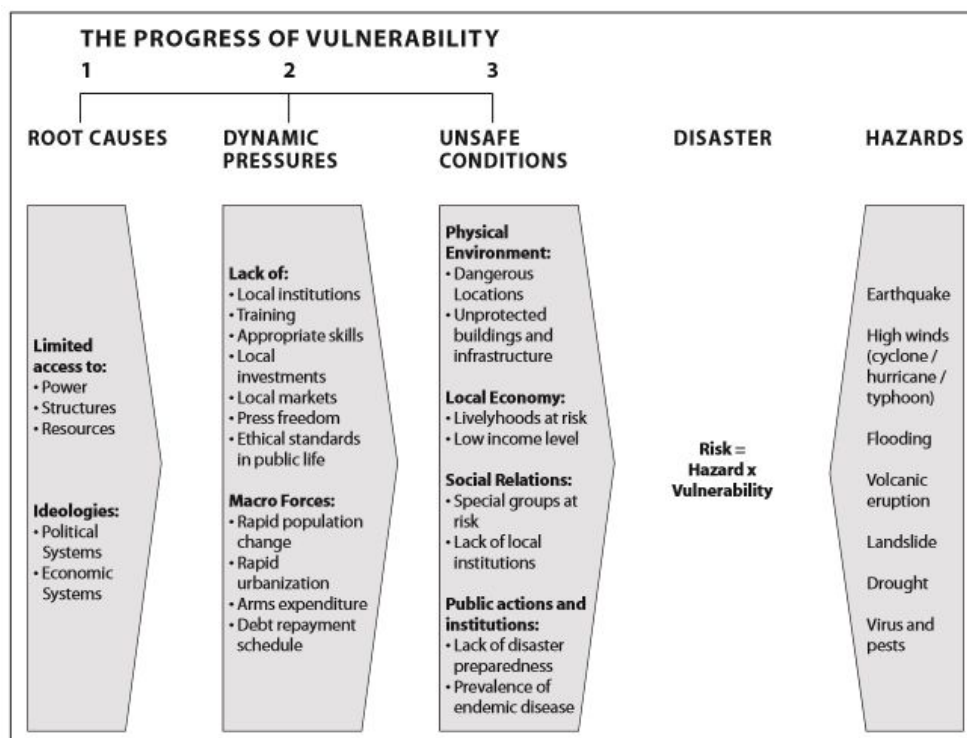 THE PROGRESS OF VULNERABILITY
1
2
3
ROOT CAUSES
DYNAMIC
PRESSURES
UNSAFE
CONDITIONS
DISASTER
HAZARDS
Limited
access to:
• Power
• Structures
• Resources
Ideologies:
• Political
Systems
• Economic
Systems
Lack of:
• Local institutions
• Training
• Appropriate skills
• Local
investments
• Local markets
• Press freedom
• Ethical standards
in public life
Macro Forces:
• Rapid population
change
• Rapid
urbanization
• Arms expenditure
• Debt repayment
schedule
Physical
Environment:
• Dangerous
Locations
• Unprotected
buildings and
infrastructure
Local Economy:
• Livelyhoods at risk
• Low income level
Social Relations:
• Special groups at
risk
• Lack of local
institutions
Public actions and
institutions:
• Lack of disaster
preparedness
• Prevalence of
endemic disease
Risk =
Hazard x
Vulnerability
Earthquake
High winds
(cyclone /
hurricane /
typhoon)
Flooding
Volcanic
eruption
Landslide
Drought
Virus and
pests